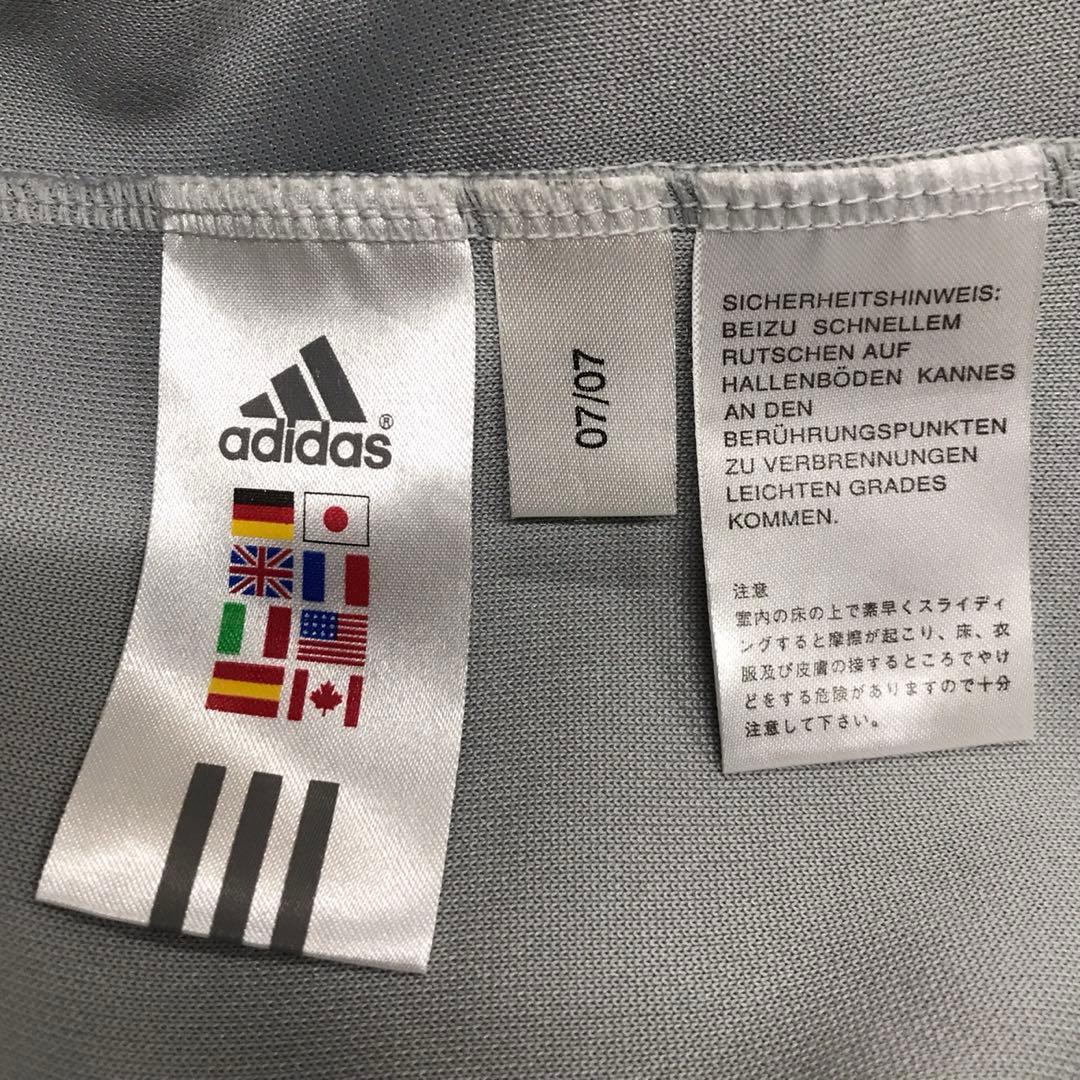 adidas®
07/07
SICHERHEITSHINWEIS:
BEIZU SCHNELLEM
RUTSCHEN AUF
HALLENBÖDEN KANNES
AN DEN
BERÜHRUNGSPUNKTEN
ZU VERBRENNUNGEN
LEICHTEN GRADES
KOMMEN.
注意
室内の床の上で素早くスライディ
ングすると摩擦が起こり、床、衣
服及び皮膚の接するところでやけ
どをする危険がありますので十分
注意して下さい。